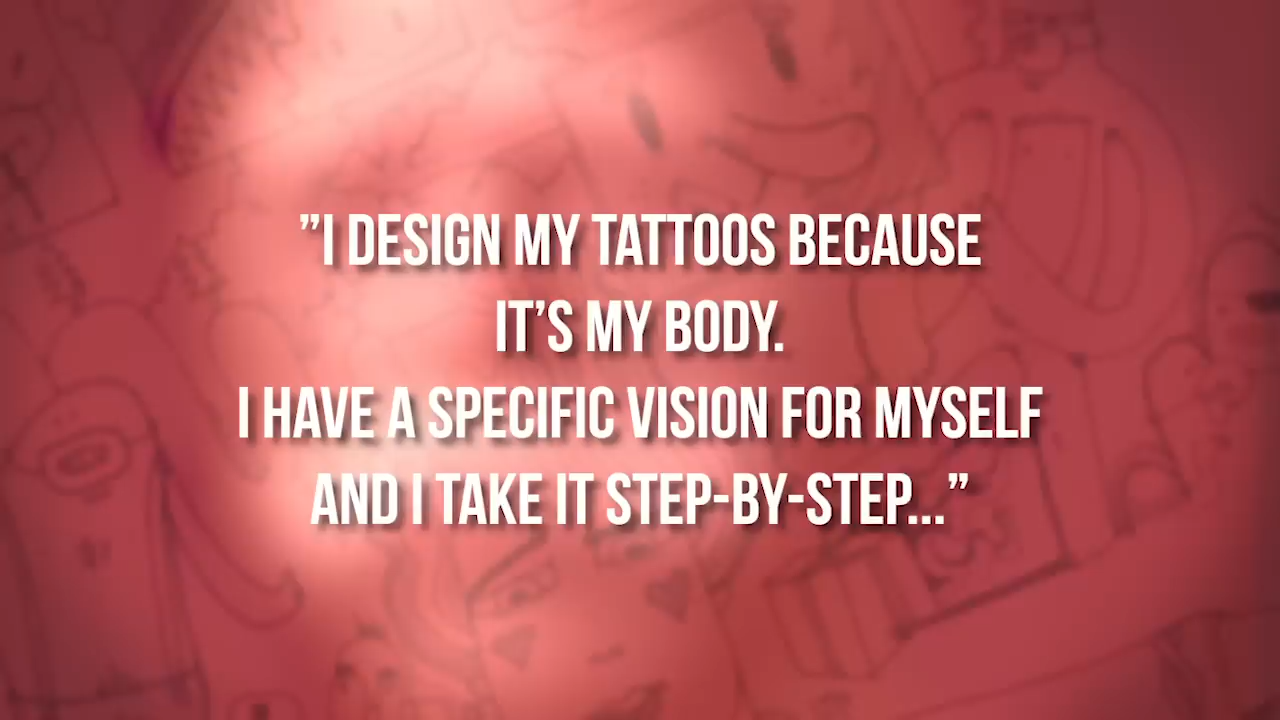 ”I DESIGN MY TATTOOS BECAUSE
IT’S MY BODY.
I HAVE A SPECIFIC VISION FOR MYSELF
AND I TAKE IT STEP-BY-STEP...”